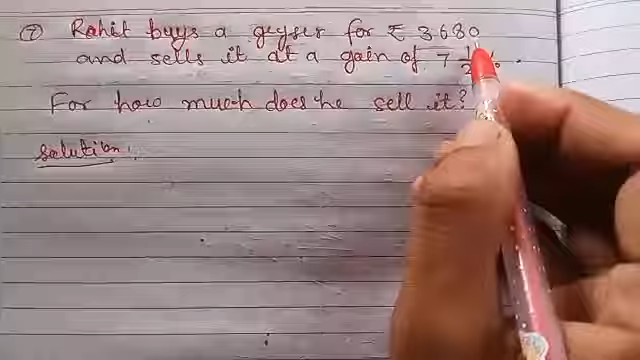 ⑦ Rohit buys a geyser for ₹ 3680
and sells it at a gain of 7 1/2 % .
For how much does he sell it?
Solution: